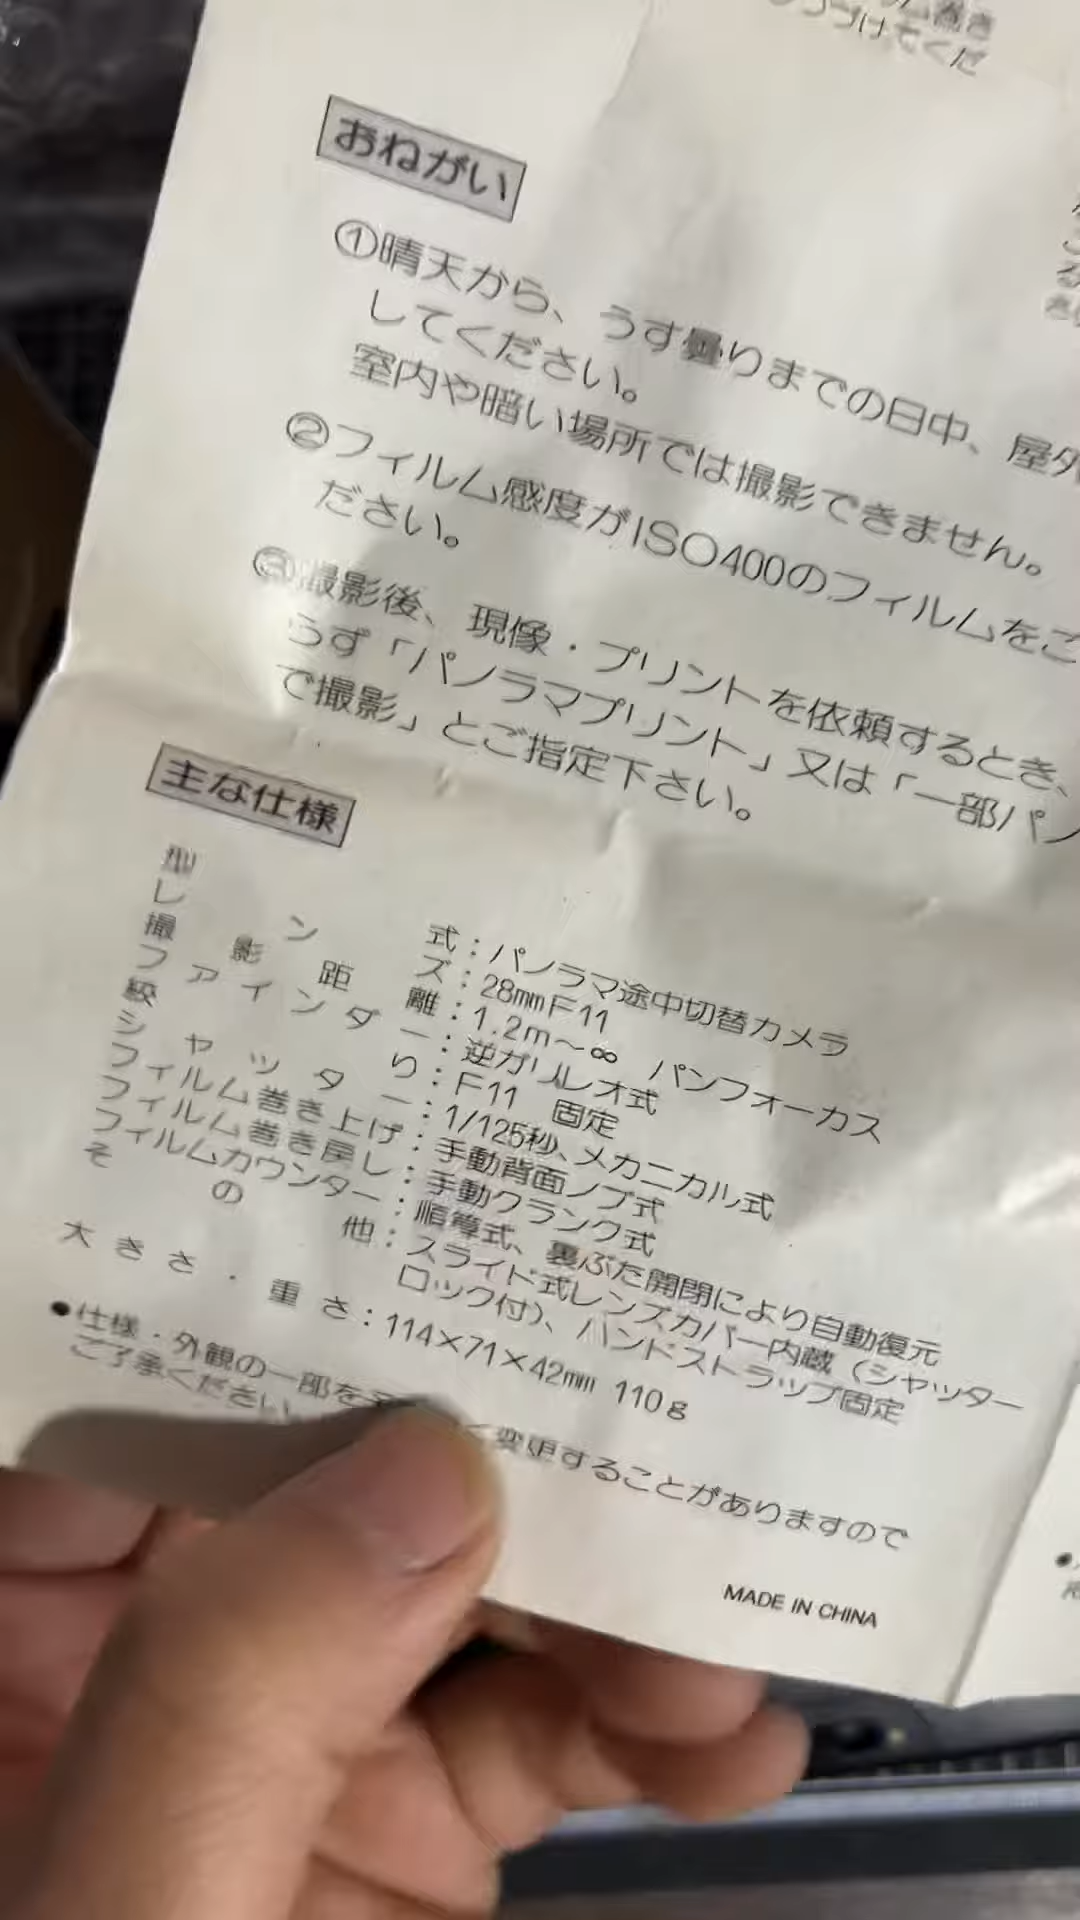 つづけてくだ
おねがい
①晴天から、うす曇りまでの日中、屋外
してください。
室内や暗い場所では撮影できません。
②フィルム感度がISO400のフィルムをご
ださい。
③撮影後、現像・プリントを依頼するとき、
うず「パノラマプリント」又は「一部パノ
で撮影」とご指定下さい。
主な仕様
型式：パノラマ途中切替カメラ
レンズ：28mmF11
撮影距離：1.2m～∞ パンフォーカス
ファインダー：逆ガリレオ式
絞り：F11 固定
シャッター：1/125秒、メカニカル式
フィルム巻き上げ：手動背面ノブ式
フィルム巻き戻し：手動クランク式
フィルムカウンター：順算式、裏ぶた開閉により自動復元
その他：スライド式レンズカバー内蔵（シャッター
ロック付）、ハンドストラップ固定
大きさ・重さ：114×71×42mm 110g
●仕様・外観の一部を 変更することがありますので
ご了承ください
MADE IN CHINA